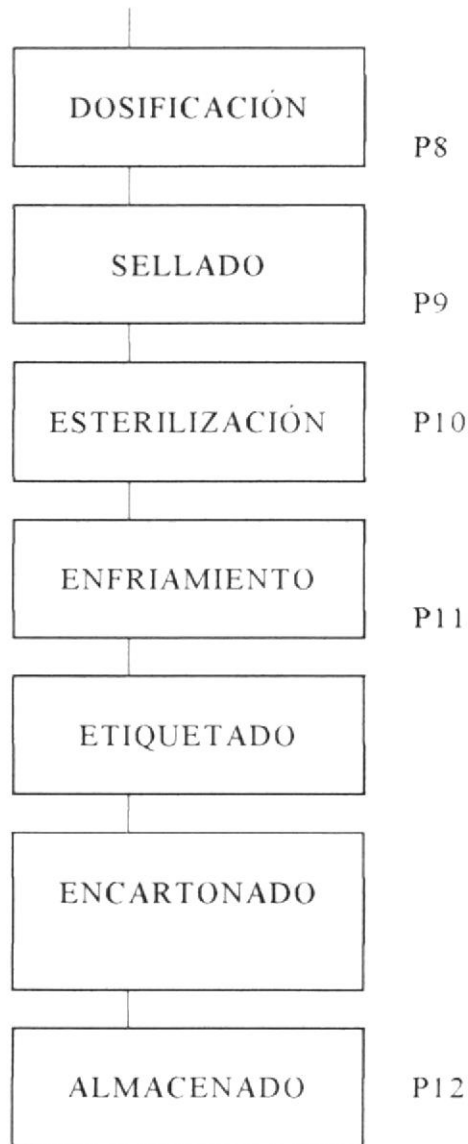 DOSIFICACIÓN
P8
SELLADO
P9
ESTERILIZACIÓN P10
ENFRIAMIENTO
P11
ETIQUETADO
ENCARTONADO
ALMACENADO P12